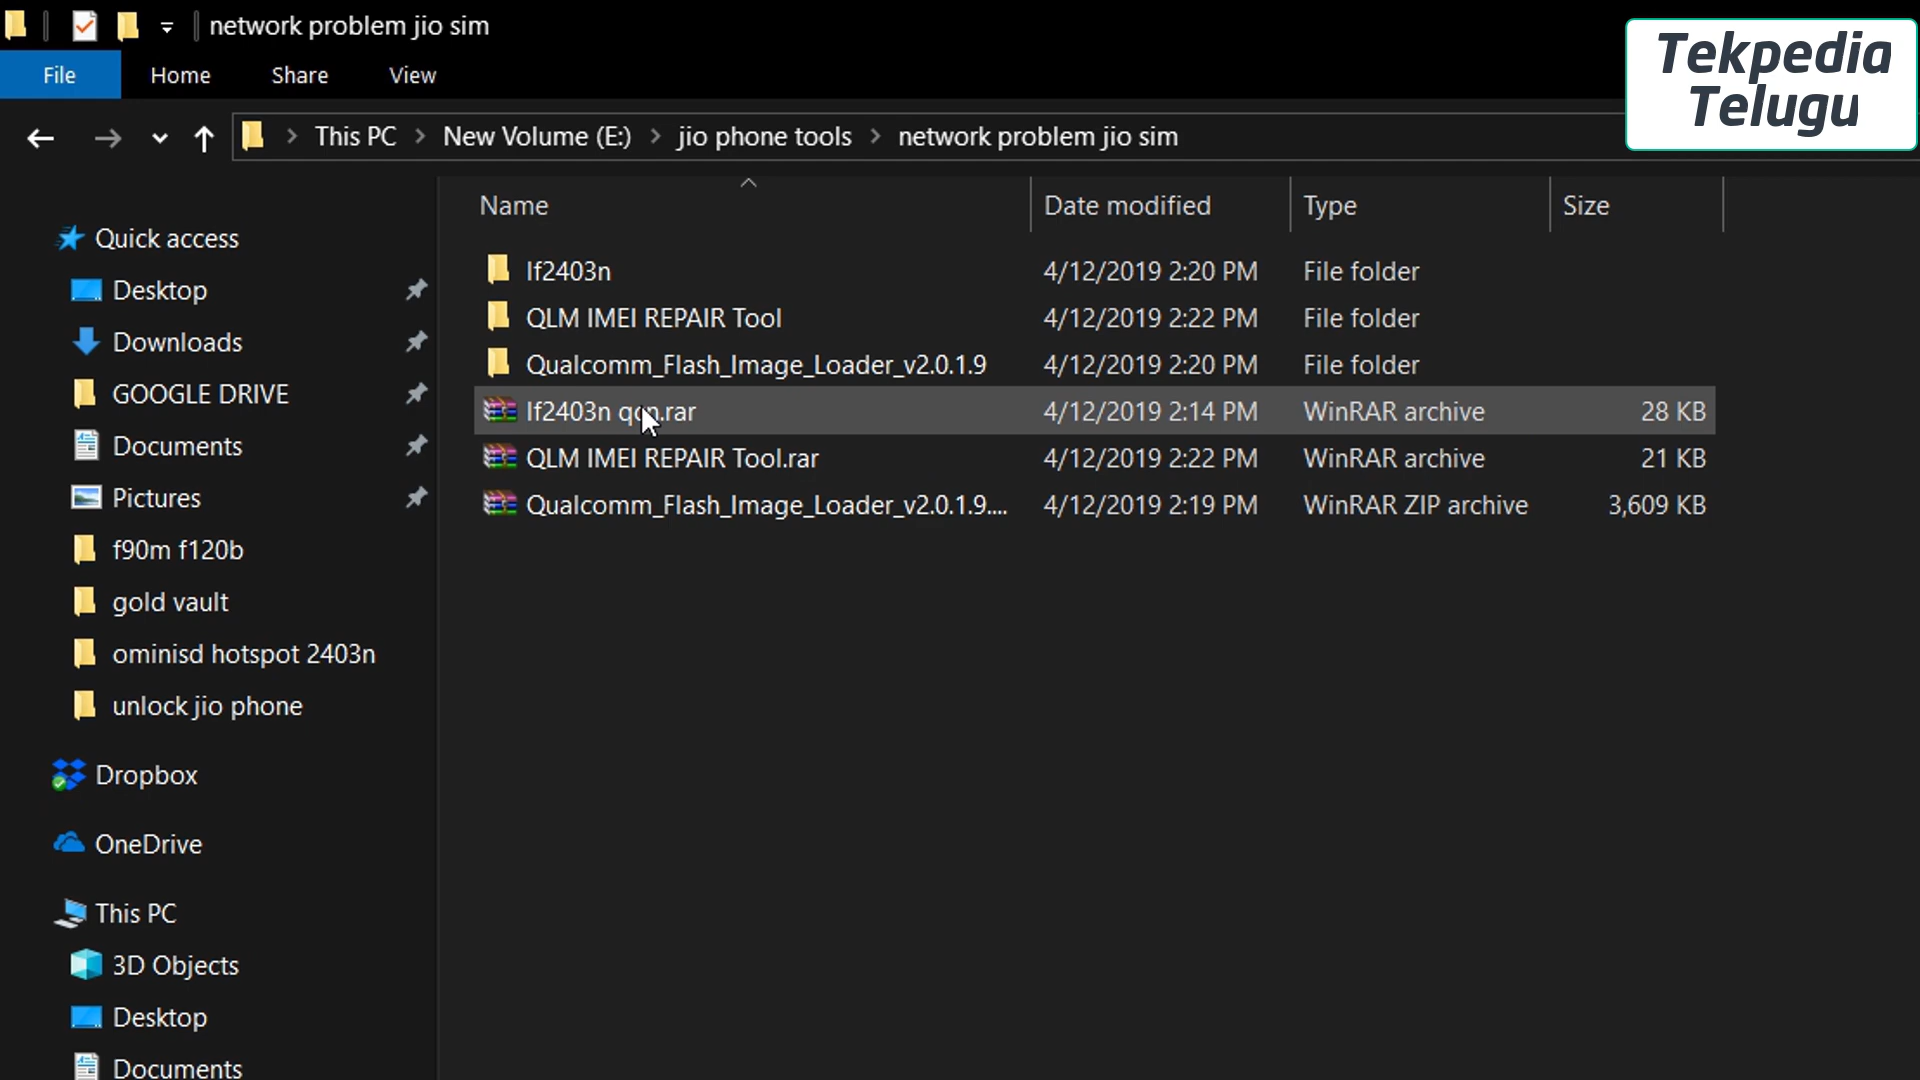 network problem jio sim
Tekpedia
Telugu
File Home Share View
This PC New Volume (E:) jio phone tools network problem jio sim
Name Date modified Type Size
lf2403n 4/12/2019 2:20 PM File folder
QLM IMEI REPAIR Tool 4/12/2019 2:22 PM File folder
Qualcomm_Flash_Image_Loader_v2.0.1.9 4/12/2019 2:20 PM File folder
lf2403n qcn.rar 4/12/2019 2:14 PM WinRAR archive 28 KB
QLM IMEI REPAIR Tool.rar 4/12/2019 2:22 PM WinRAR archive 21 KB
Qualcomm_Flash_Image_Loader_v2.0.1.9.... 4/12/2019 2:19 PM WinRAR ZIP archive 3,609 KB
Quick access
Desktop
Downloads
GOOGLE DRIVE
Documents
Pictures
f90m f120b
gold vault
ominisd hotspot 2403n
unlock jio phone
Dropbox
OneDrive
This PC
3D Objects
Desktop
Documents